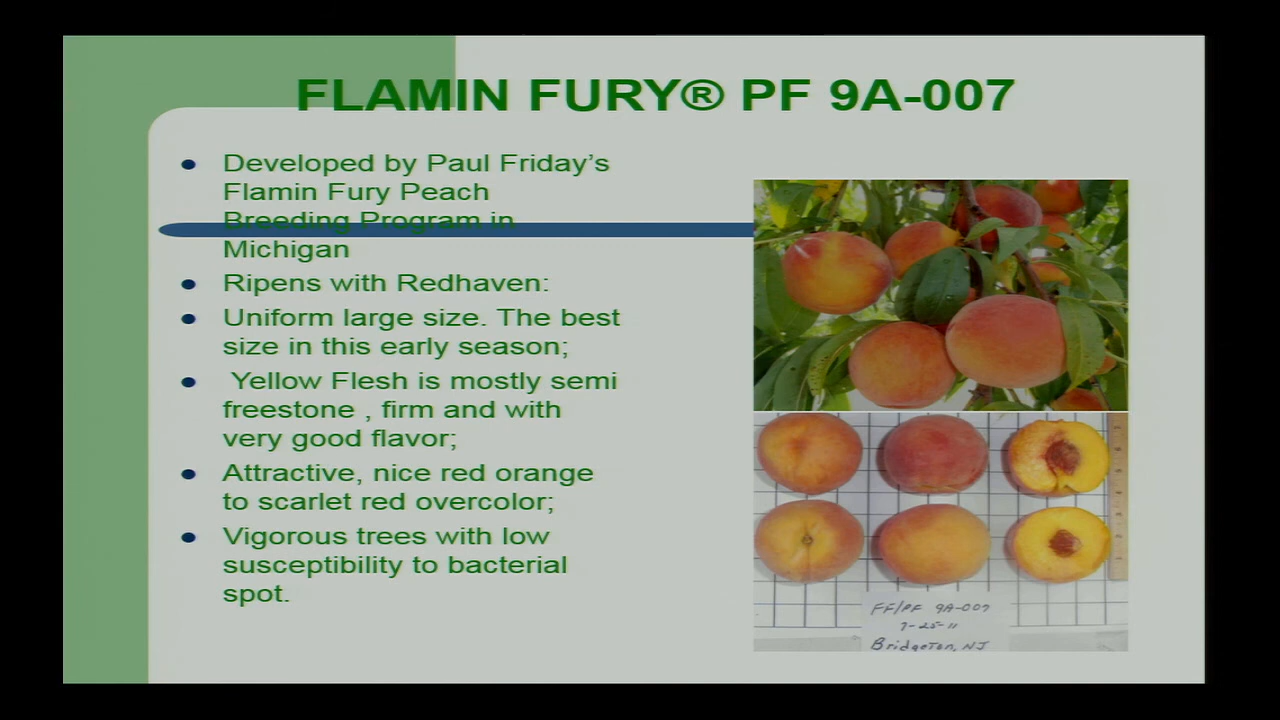 FLAMIN FURY® PF 9A-007
Developed by Paul Friday's
Flamin Fury Peach
Breeding Program in
Michigan
Ripens with Redhaven:
Uniform large size. The best
size in this early season;
Yellow Flesh is mostly semi
freestone , firm and with
very good flavor;
Attractive, nice red orange
to scarlet red overcolor;
Vigorous trees with low
susceptibility to bacterial
spot.
FF/PF 9A-007
7-25-11
Bridgeton, NJ